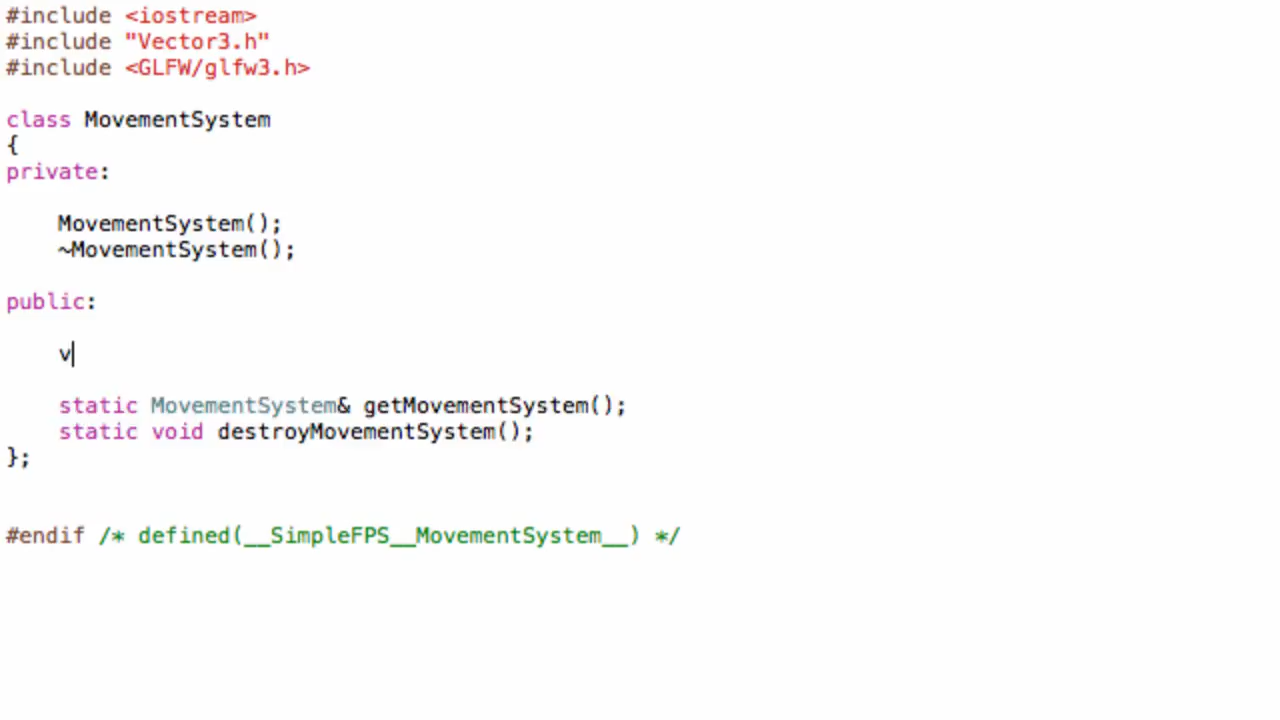 #include <iostream>
#include "Vector3.h"
#include <GLFW/glfw3.h>
class MovementSystem
{
private:
MovementSystem();
~MovementSystem();
public:
v
static MovementSystem& getMovementSystem();
static void destroyMovementSystem();
};
#endif /* defined(__SimpleFPS__MovementSystem__) */